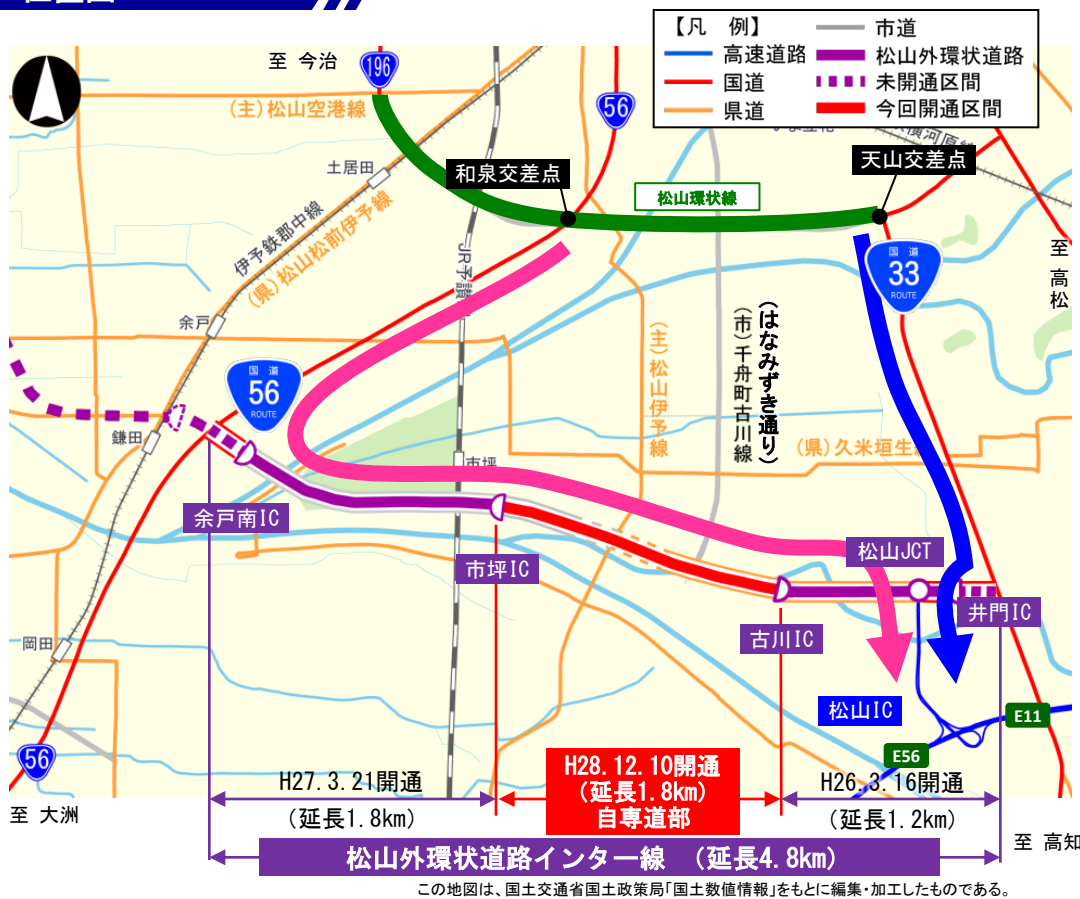 【凡 例】
高速道路
国道
県道
市道
松山外環状道路
未開通区間
今回開通区間
至 今治
196
(主)松山空港線
56
土居田
和泉交差点
天山交差点
松山環状線
伊予鉄郡中線
(県)松山松前伊予線
JR予讃
国道
33
ROUTE
至 高松
余戸
国道
56
ROUTE
(主)松山伊予線
(市)千舟町古川線
(はなみずき通り)
(県)久米垣生
鎌田
市坪
余戸南IC
市坪IC
松山JCT
井門IC
古川IC
岡田
松山IC
E11
E56
56
至 大洲
H27.3.21開通
(延長1.8km)
H28.12.10開通
(延長1.8km)
自専道部
H26.3.16開通
(延長1.2km)
至 高知
松山外環状道路インター線 (延長4.8km)
この地図は、国土交通省国土政策局「国土数値情報」をもとに編集・加工したものである。